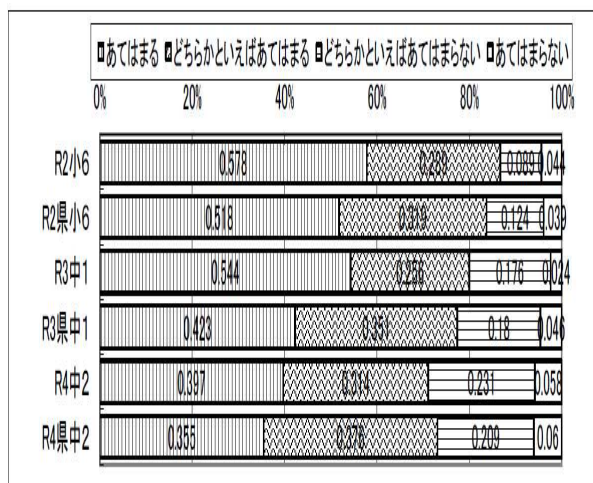 あてはまる どちらかといえばあてはまる どちらかといえばあてはまらない あてはまらない
0% 20% 40% 60% 80% 100%
R2小6 0.578 0.289 0.089 0.044
R2県小6 0.518 0.319 0.124 0.039
R3中1 0.544 0.256 0.176 0.024
R3県中1 0.423 0.351 0.18 0.046
R4中2 0.397 0.314 0.231 0.058
R4県中2 0.355 0.376 0.209 0.06